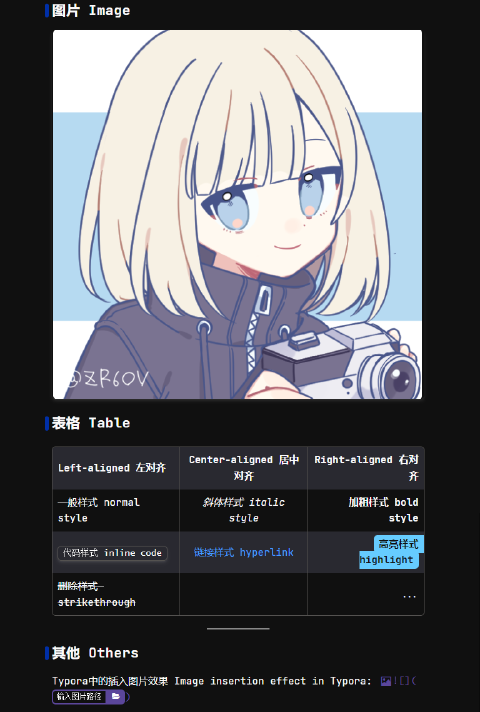 图片 Image
@ZR6OV
表格 Table
Left-aligned 左对齐
Center-aligned 居中
对齐
Right-aligned 右对
齐
一般样式 normal
style
斜体样式 italic
style
加粗样式 bold
style
代码样式 inline code
链接样式 hyperlink
高亮样式
highlight
删除样式
strikethrough
...
其他 Others
Typora中的插入图片效果 Image insertion effect in Typora: ![](
输入图片路径 )